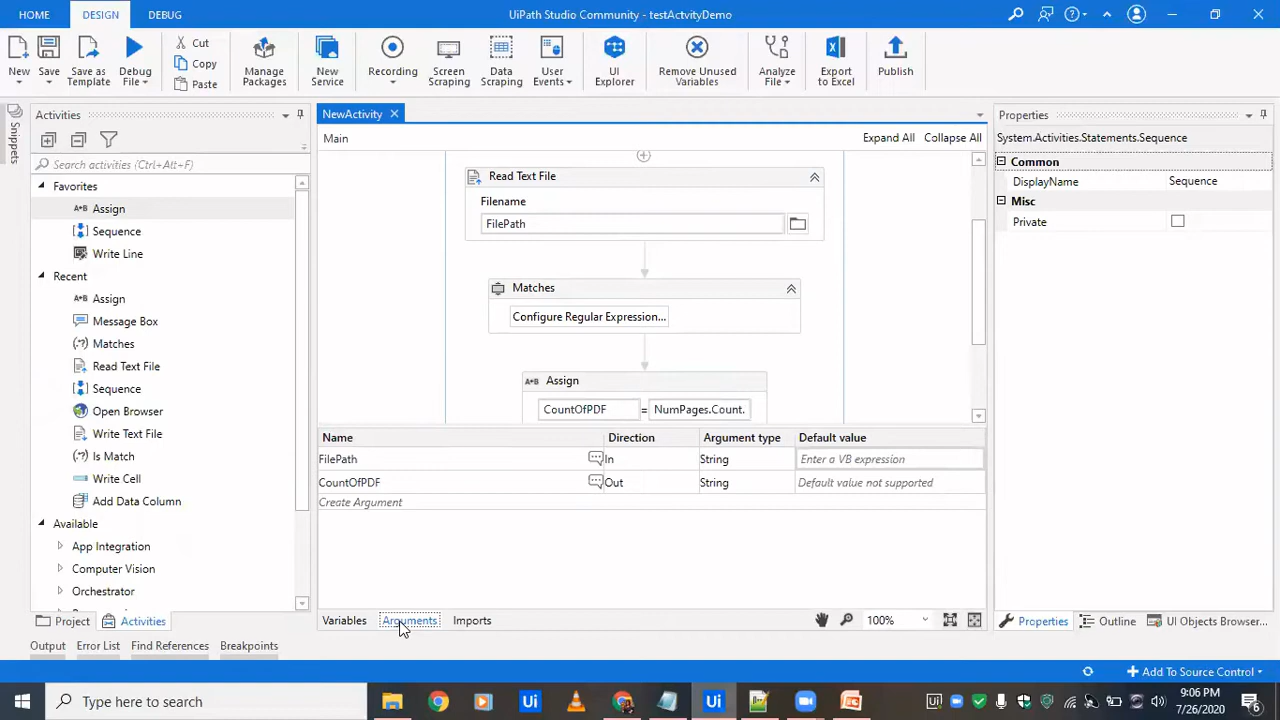 HOME
DESIGN
DEBUG
UiPath Studio Community - testActvityDemo
New
Save
Save as Template
Debug File
Cut
Copy
Paste
Manage Packages
New Service
Recording
Screen Scraping
Data Scraping
User Events
UI Explorer
Remove Unused Variables
Analyze File
Export to Excel
Publish
Snippets
Activities
Search activities (Ctrl+Alt+F)
Favorites
A+B Assign
Sequence
Write Line
Recent
A+B Assign
Message Box
(•) Matches
Read Text File
Sequence
Open Browser
Write Text File
(•) Is Match
Write Cell
Add Data Column
Available
App Integration
Computer Vision
Orchestrator
Project
Activities
NewActivity
Main
Expand All
Collapse All
Read Text File
Filename
FilePath
Matches
Configure Regular Expression...
A+B Assign
CountOfPDF = NumPages.Count.
Name Direction Argument type Default value
FilePath In String Enter a VB expression
CountOfPDF Out String Default value not supported
Create Argument
Variables
Arguments
Imports
100%
Properties
System.Activities.Statements.Sequence
Common
DisplayName Sequence
Misc
Private
Properties
Outline
UI Objects Browser...
Output
Error List
Find References
Breakpoints
Add To Source Control
Type here to search
Ui
Ui
9:06 PM
7/26/2020
6